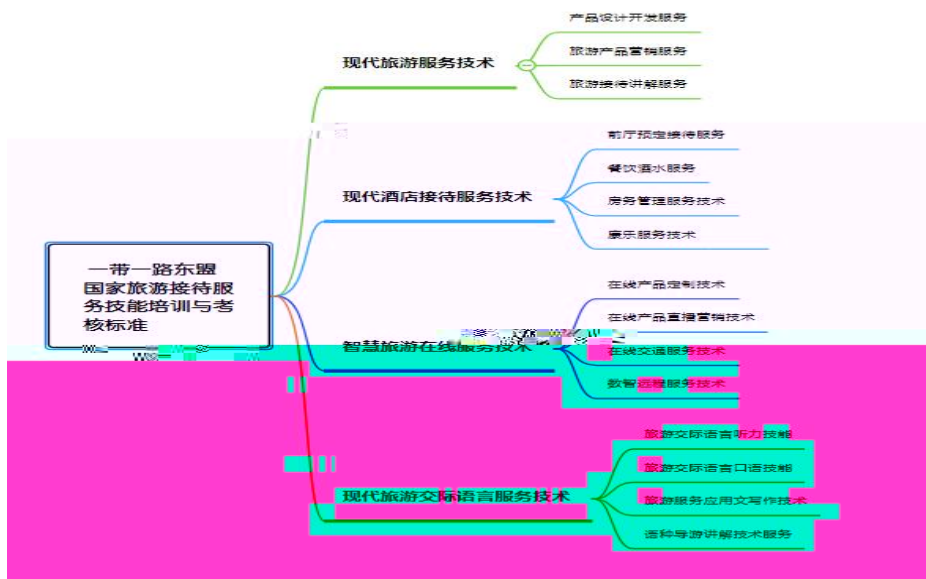 产品设计开发服务
现代旅游服务技术
旅游产品营销服务
旅游接待讲解服务
前厅预定接待服务
餐饮酒水服务
现代酒店接待服务技术
房务管理服务技术
康乐服务技术
一带一路东盟
国家旅游接待服
务技能培训与考
核标准
在线产品定制技术
在线产品直播营销技术
智慧旅游在线服务技术
在线交通服务技术
数智远程服务技术
旅游交际语言听力技能
旅游交际语言口语技能
现代旅游交际语言服务技术
旅游服务应用文写作技术
语种导游讲解技术服务